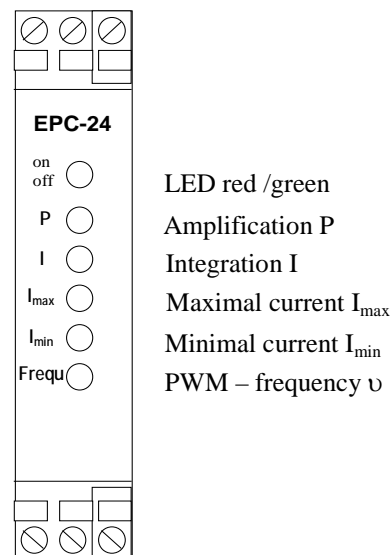 EPC-24
on
off
LED red /green
P
Amplification P
I
Integration I
Imax
Maximal current Imax
Imin
Minimal current Imin
Frequ
PWM – frequency υ